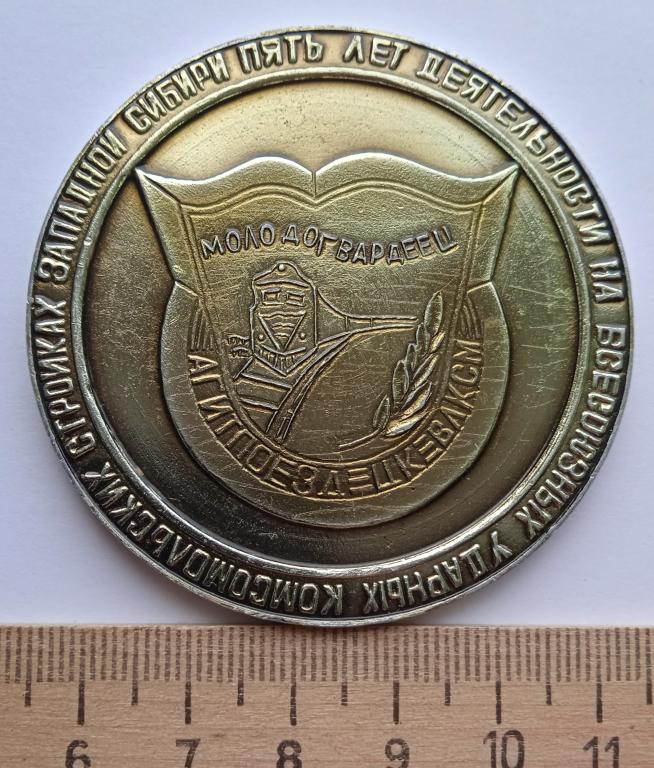 ПЯТЬ ЛЕТ ДЕЯТЕЛЬНОСТИ НА ВСЕСОЮЗНЫХ УДАРНЫХ КОМСОМОЛЬСКИХ СТРОЙКАХ ЗАПАДНОЙ СИБИРИ
МОЛОДОГВАРДЕЕЦ
АГИТПОЕЗД ЦК ВЛКСМ
6 7 8 9 10 11